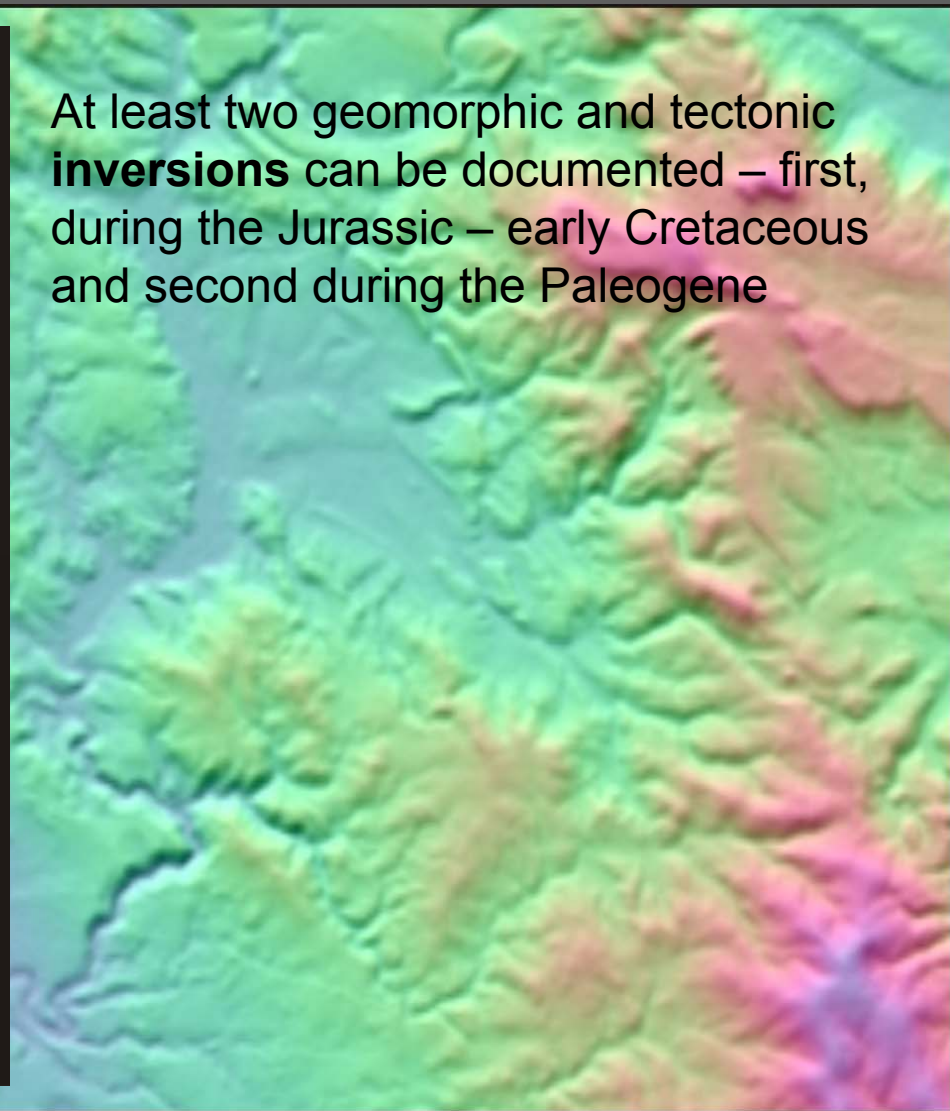 At least two geomorphic and tectonic
inversions can be documented – first,
during the Jurassic – early Cretaceous
and second during the Paleogene